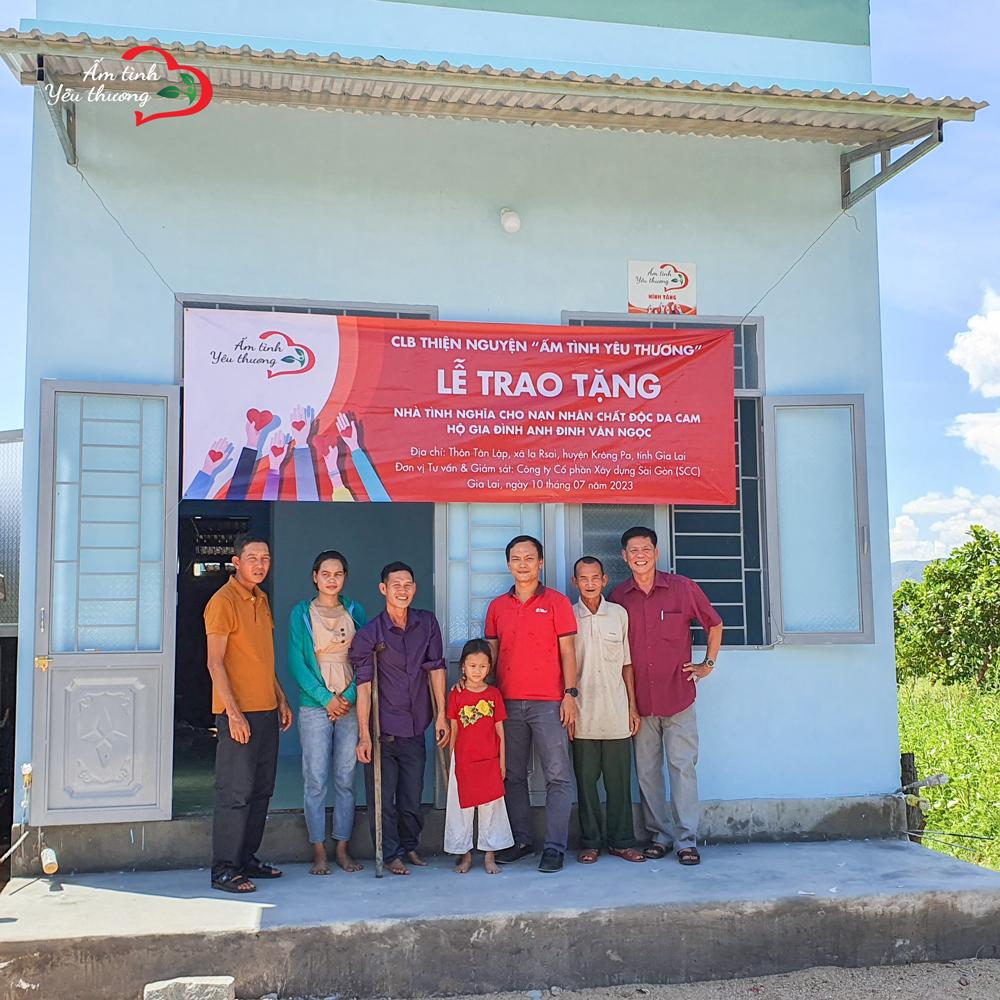 Ấm tình
Yêu thương
Ấm tình
Yêu thương
KÍNH TẶNG
Ấm tình
Yêu thương
CLB THIỆN NGUYỆN “ẤM TÌNH YÊU THƯƠNG”
LỄ TRAO TẶNG
NHÀ TÌNH NGHĨA CHO NẠN NHÂN CHẤT ĐỘC DA CAM
HỘ GIA ĐÌNH ANH ĐINH VĂN NGỌC
Địa chỉ: Thôn Tân Lập, xã Ia Rsai, huyện Krông Pa, tỉnh Gia Lai
Đơn vị Tư vấn & Giám sát: Công ty Cổ phần Xây dựng Sài Gòn (SCC)
Gia Lai, ngày 10 tháng 07 năm 2023